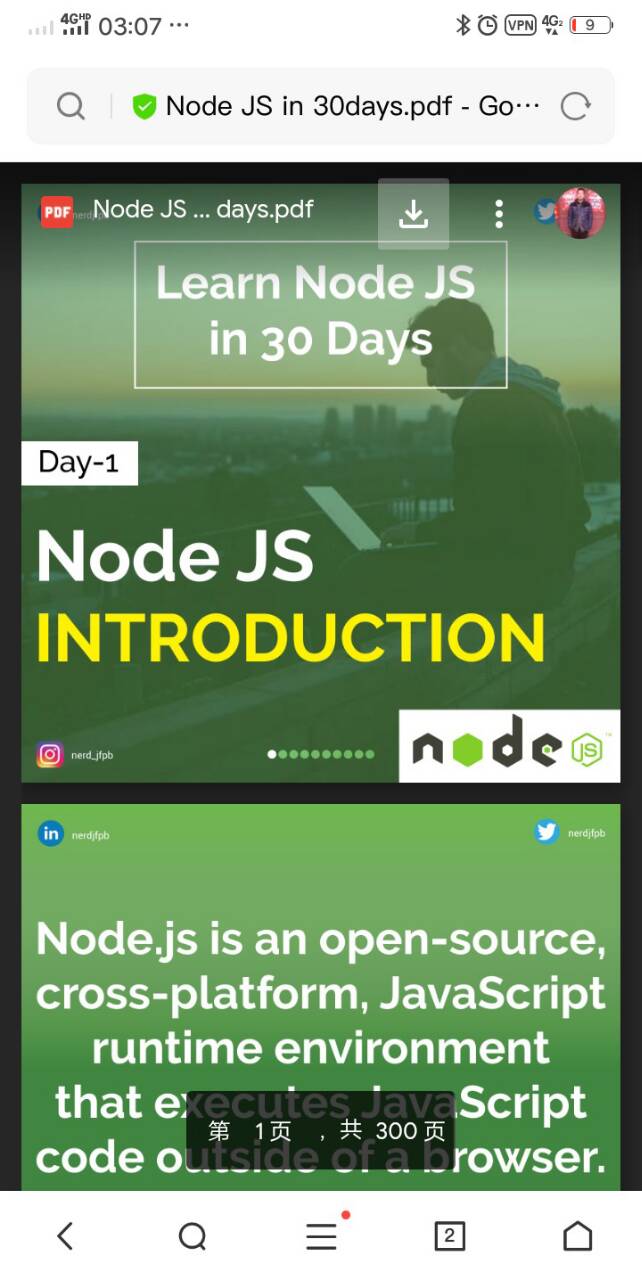 4GHD 03:07 ··· VPN 4G2 9
Node JS in 30days.pdf - Go···
PDF Node JS ... days.pdf
Learn Node JS
in 30 Days
Day-1
Node JS
INTRODUCTION
nerd_jfpb
node JS ™
in nerdjfpb nerdjfpb
Node.js is an open-source,
cross-platform, JavaScript
runtime environment
that executes JavaScript
code outside of a browser.
第 1页 , 共 300 页
2